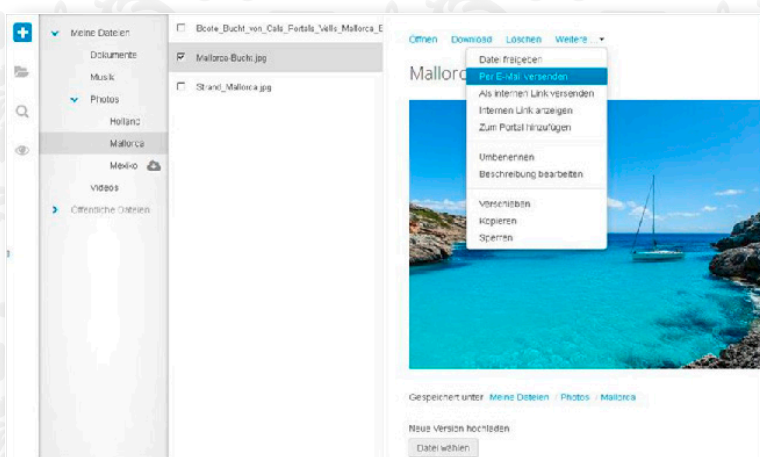 Meine Dateien
Dokumente
Musik
Photos
Holland
Mallorca
Mexiko
Videos
Öffentliche Dateien
Boote_Bucht_von_Cala_Portals_Vells_Mallorca_E
Mallorca-Bucht.jpg
Strand_Mallorca.jpg
Öffnen Download Löschen Weitere
Mallorc
Datei freigeben
Per E-Mail versenden
Als internen Link versenden
Internen Link anzeigen
Zum Portal hinzufügen
Umbenennen
Beschreibung bearbeiten
Verschieben
Kopieren
Sperren
Gespeichert unter Meine Dateien / Photos / Mallorca
Neue Version hochladen
Datei wählen